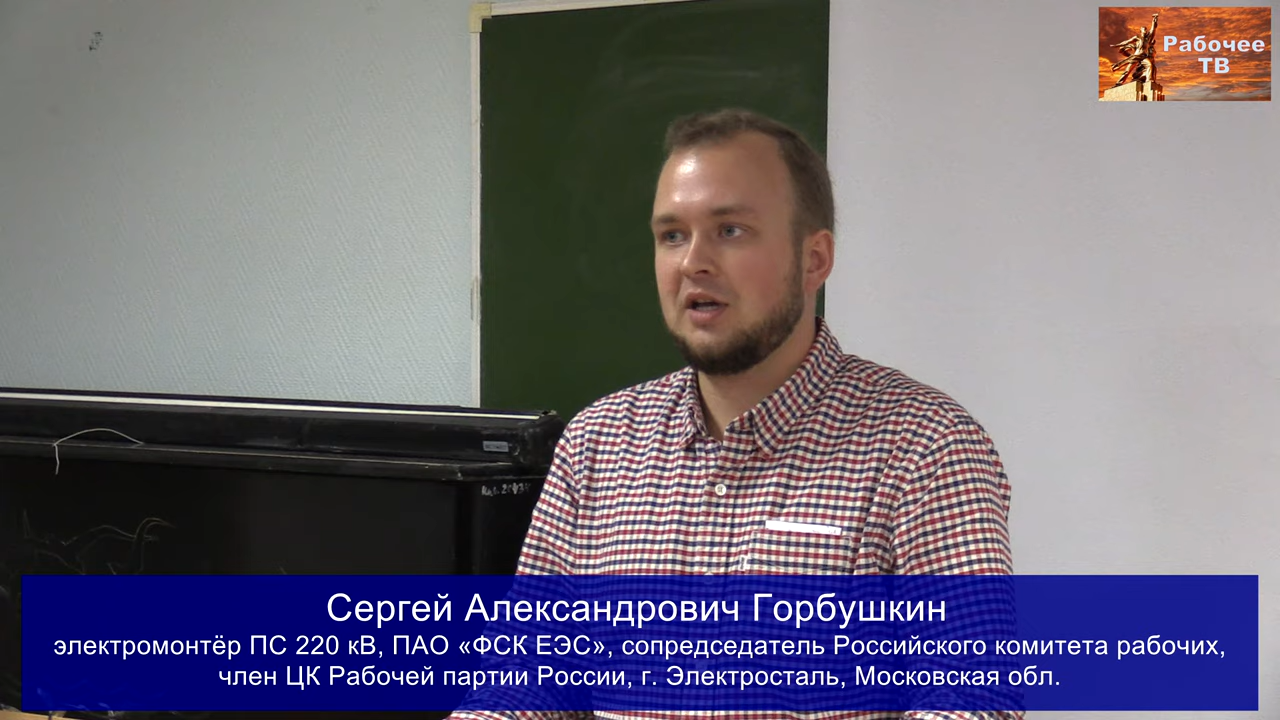 Рабочее
ТВ
Сергей Александрович Горбушкин
электромонтёр ПС 220 кВ, ПАО «ФСК ЕЭС», сопредседатель Российского комитета рабочих,
член ЦК Рабочей партии России, г. Электросталь, Московская обл.